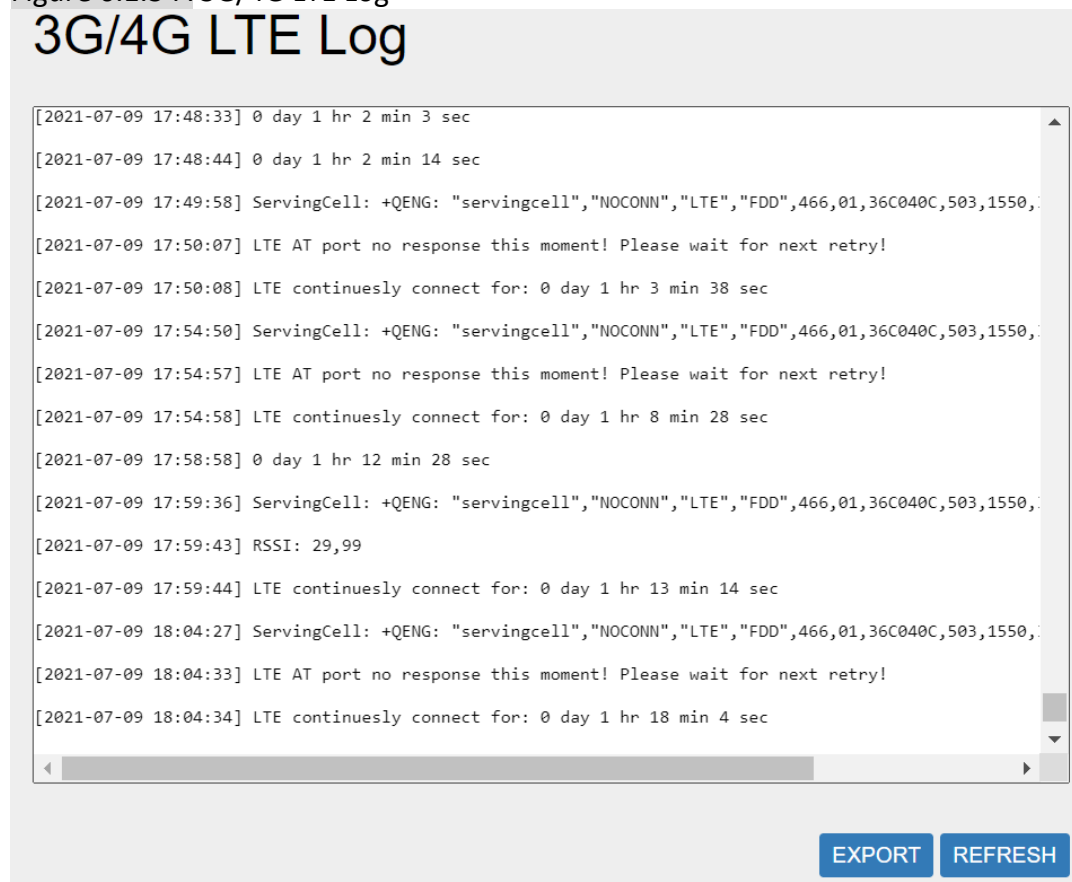 3G/4G LTE Log
[2021-07-09 17:48:33] 0 day 1 hr 2 min 3 sec
[2021-07-09 17:48:44] 0 day 1 hr 2 min 14 sec
[2021-07-09 17:49:58] ServingCell: +QENG: "servingcell","NOCONN","LTE","FDD",466,01,36C040C,503,1550,
[2021-07-09 17:50:07] LTE AT port no response this moment! Please wait for next retry!
[2021-07-09 17:50:08] LTE continuesly connect for: 0 day 1 hr 3 min 38 sec
[2021-07-09 17:54:50] ServingCell: +QENG: "servingcell","NOCONN","LTE","FDD",466,01,36C040C,503,1550,
[2021-07-09 17:54:57] LTE AT port no response this moment! Please wait for next retry!
[2021-07-09 17:54:58] LTE continuesly connect for: 0 day 1 hr 8 min 28 sec
[2021-07-09 17:58:58] 0 day 1 hr 12 min 28 sec
[2021-07-09 17:59:36] ServingCell: +QENG: "servingcell","NOCONN","LTE","FDD",466,01,36C040C,503,1550,
[2021-07-09 17:59:43] RSSI: 29,99
[2021-07-09 17:59:44] LTE continuesly connect for: 0 day 1 hr 13 min 14 sec
[2021-07-09 18:04:27] ServingCell: +QENG: "servingcell","NOCONN","LTE","FDD",466,01,36C040C,503,1550,
[2021-07-09 18:04:33] LTE AT port no response this moment! Please wait for next retry!
[2021-07-09 18:04:34] LTE continuesly connect for: 0 day 1 hr 18 min 4 sec
EXPORT REFRESH